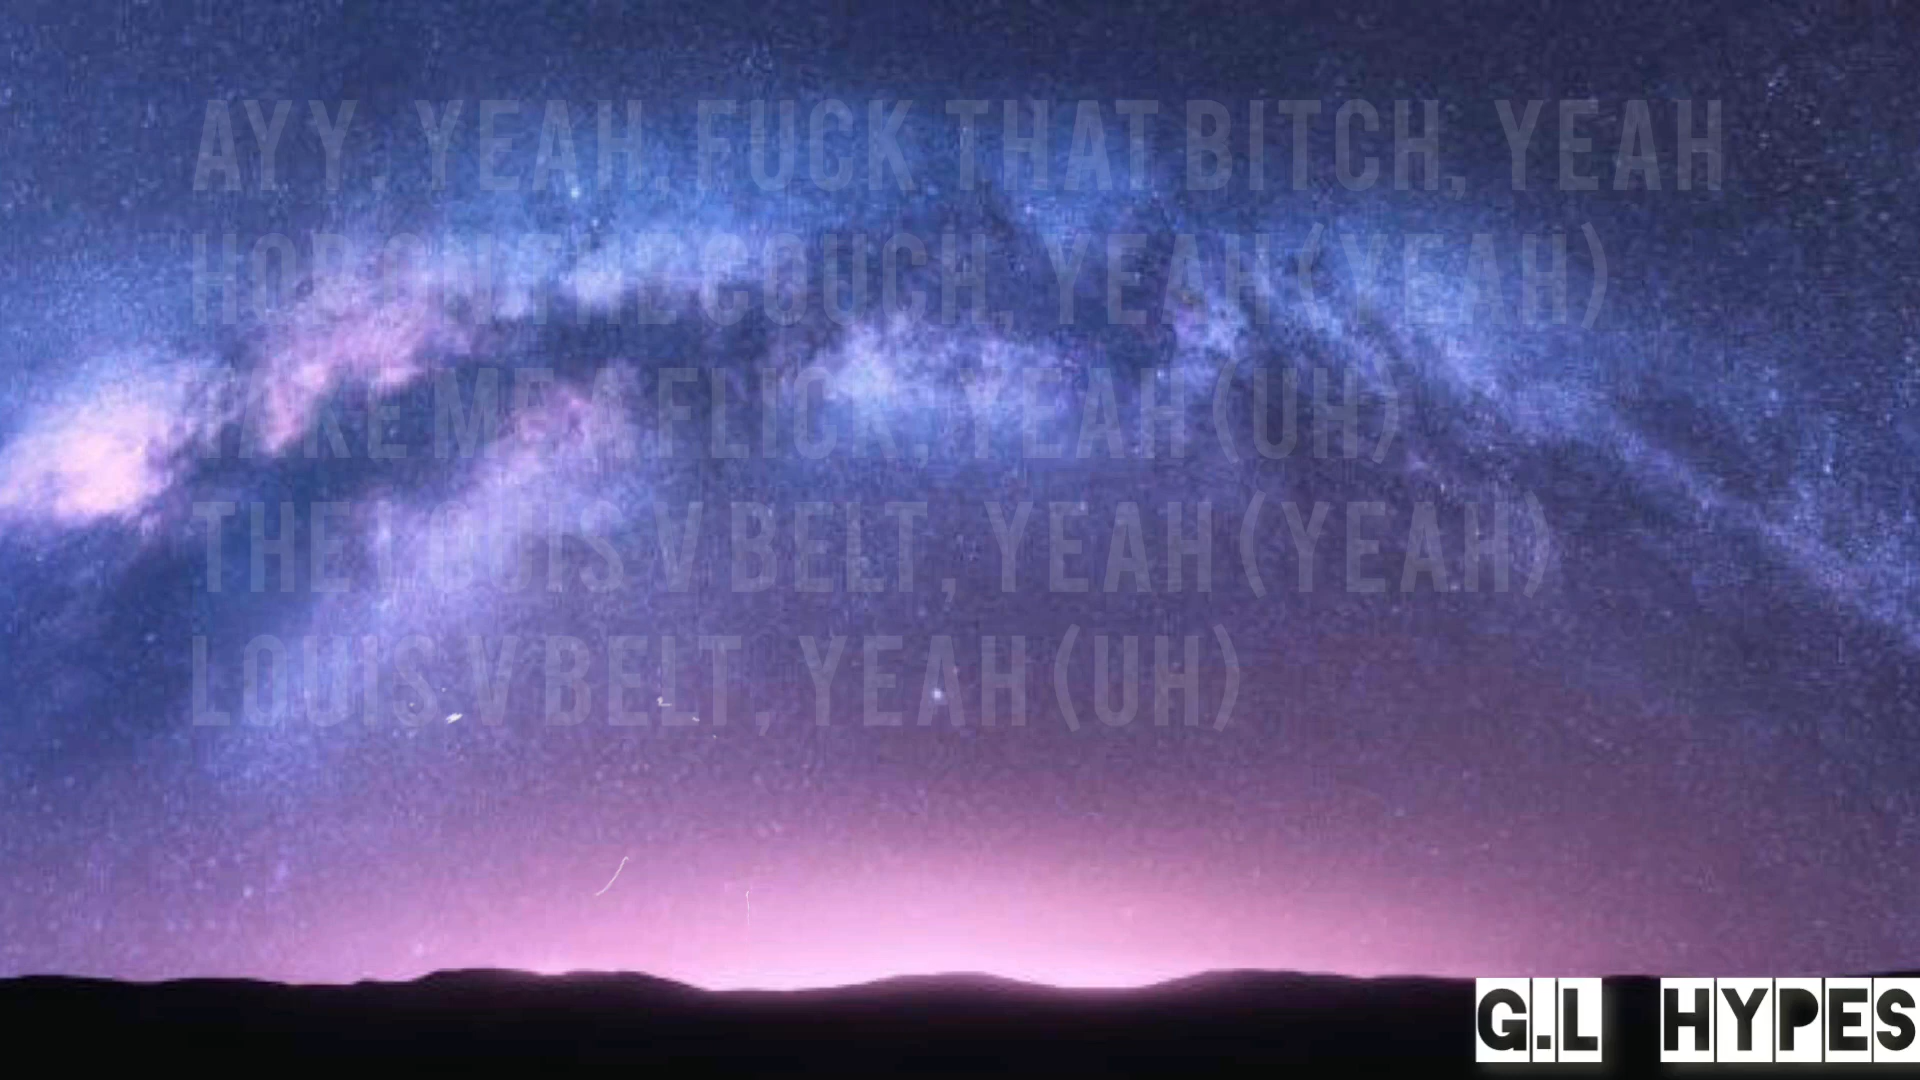 AYY, YEAH, FUCK THAT BITCH, YEAH
HOP ON THE COUCH, YEAH (YEAH)
TAKE ME A FLICK, YEAH (UH)
THE LOUIS V BELT, YEAH (YEAH)
LOUIS V BELT, YEAH (UH)
G.L HYPES